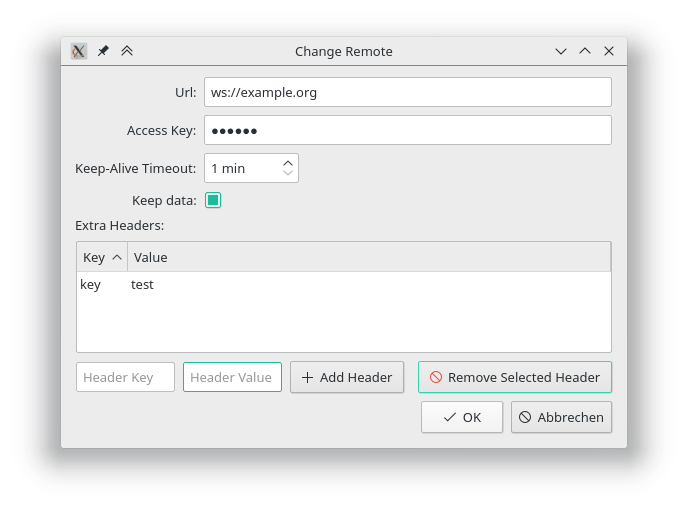 Change Remote
Url: ws://example.org
Access Key: ●●●●●●
Keep-Alive Timeout: 1 min
Keep data:
Extra Headers:
Key Value
key test
Header Key Header Value Add Header Remove Selected Header
OK Abbrechen